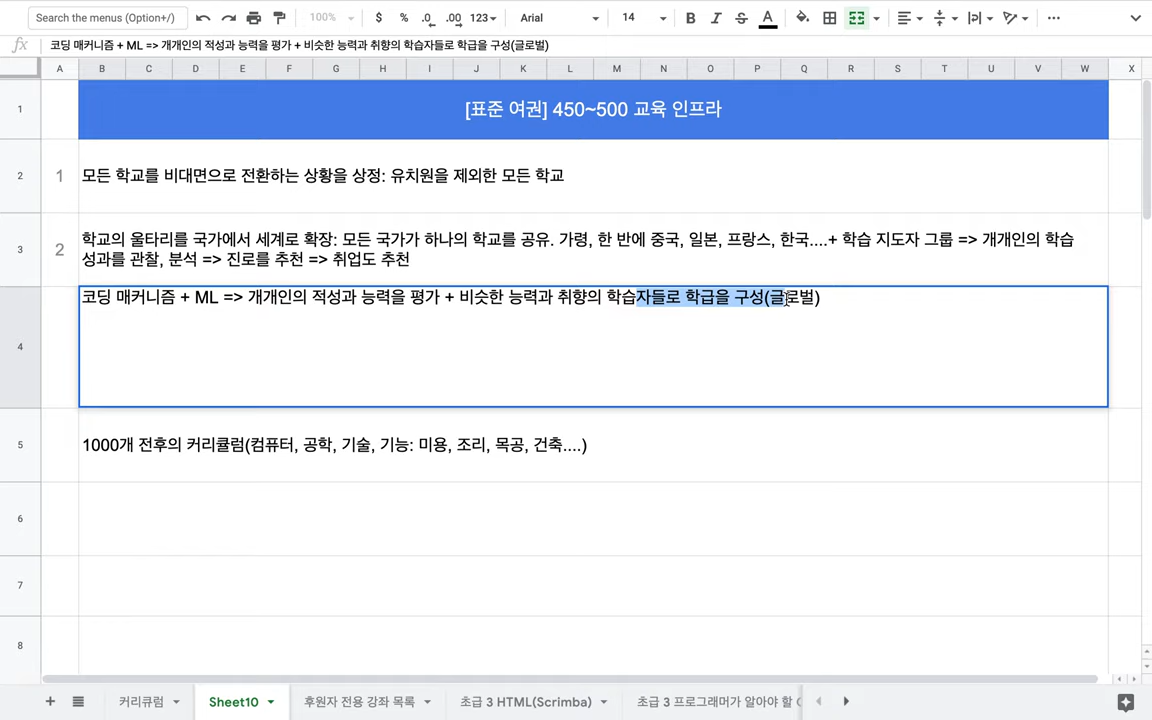 Search the menus (Option+/)
100%
$ % .0 .00 123
Arial
14
B I S A
fx
코딩 매커니즘 + ML => 개개인의 적성과 능력을 평가 + 비슷한 능력과 취향의 학습자들로 학급을 구성(글로벌)
A B C D E F G H I J K L M N O P Q R S T U V W X
1
[표준 여권] 450~500 교육 인프라
2
1
모든 학교를 비대면으로 전환하는 상황을 상정: 유치원을 제외한 모든 학교
3
2
학교의 울타리를 국가에서 세계로 확장: 모든 국가가 하나의 학교를 공유. 가령, 한 반에 중국, 일본, 프랑스, 한국....+ 학습 지도자 그룹 => 개개인의 학습
성과를 관찰, 분석 => 진로를 추천 => 취업도 추천
4
코딩 매커니즘 + ML => 개개인의 적성과 능력을 평가 + 비슷한 능력과 취향의 학습자들로 학급을 구성(글로벌)
5
1000개 전후의 커리큘럼(컴퓨터, 공학, 기술, 기능: 미용, 조리, 목공, 건축....)
6
7
8
커리큐럼
Sheet10
후원자 전용 강좌 목록
초급 3 HTML(Scrimba)
초급 3 프로그래머가 알아야 할